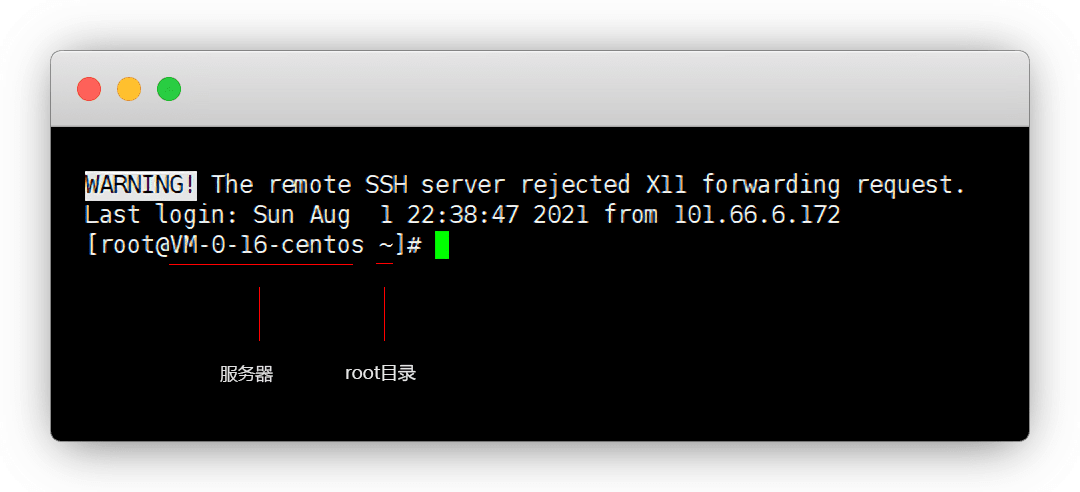 WARNING! The remote SSH server rejected X11 forwarding request.
Last login: Sun Aug  1 22:38:47 2021 from 101.66.6.172
[root@VM-0-16-centos ~]#
服务器 root目录